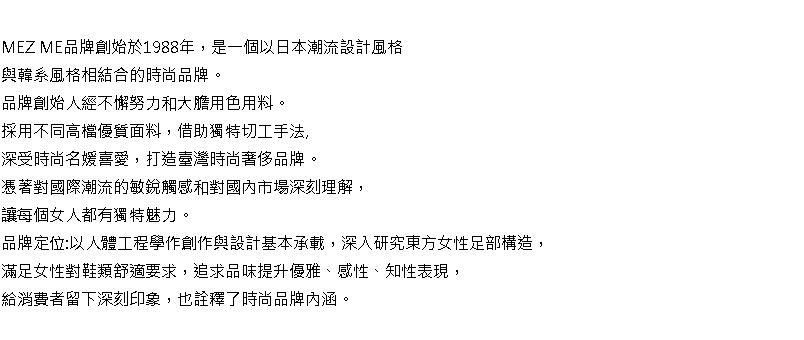 MEZ ME品牌創始於1988年，是一個以日本潮流設計風格
與韓系風格相結合的時尚品牌。
品牌創始人經不懈努力和大膽用色用料。
採用不同高檔優質面料，借助獨特切工手法,
深受時尚名媛喜愛，打造臺灣時尚奢侈品牌。
憑著對國際潮流的敏銳觸感和對國內市場深刻理解，
讓每個女人都有獨特魅力。
品牌定位:以人體工程學作創作與設計基本承載，深入研究東方女性足部構造，
滿足女性對鞋類舒適要求，追求品味提升優雅、感性、知性表現，
給消費者留下深刻印象，也詮釋了時尚品牌內涵。